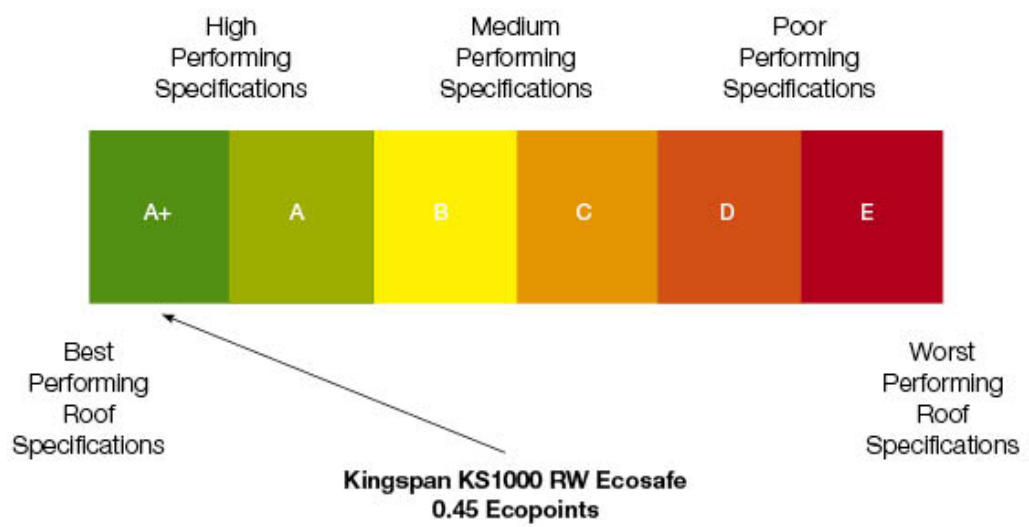 High
Performing
Specifications
Medium
Performing
Specifications
Poor
Performing
Specifications
A+
A
B
C
D
E
Best
Performing
Roof
Specifications
Worst
Performing
Roof
Specifications
Kingspan KS1000 RW Ecosafe
0.45 Ecopoints